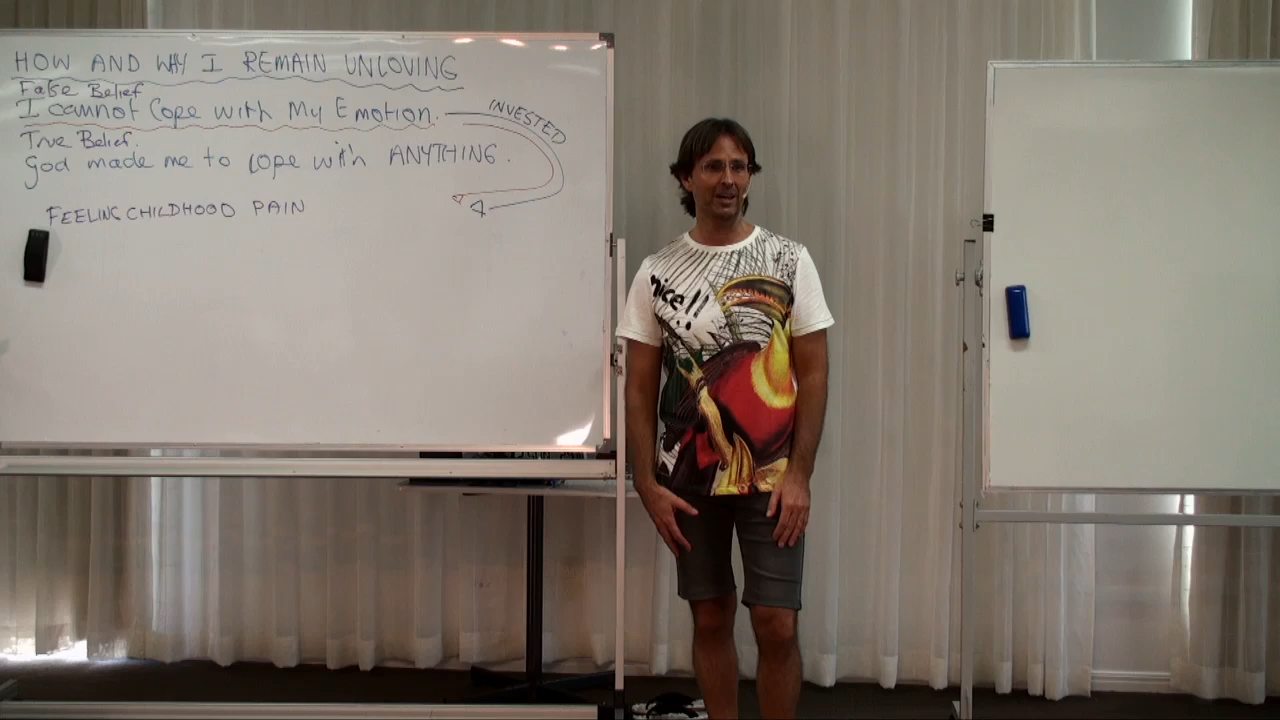 HOW AND WHY I REMAIN UNLOVING
False Belief
I cannot Cope with My Emotion.
INVESTED
True Belief.
God made me to cope with ANYTHING.
FEELING CHILDHOOD PAIN
nice!!